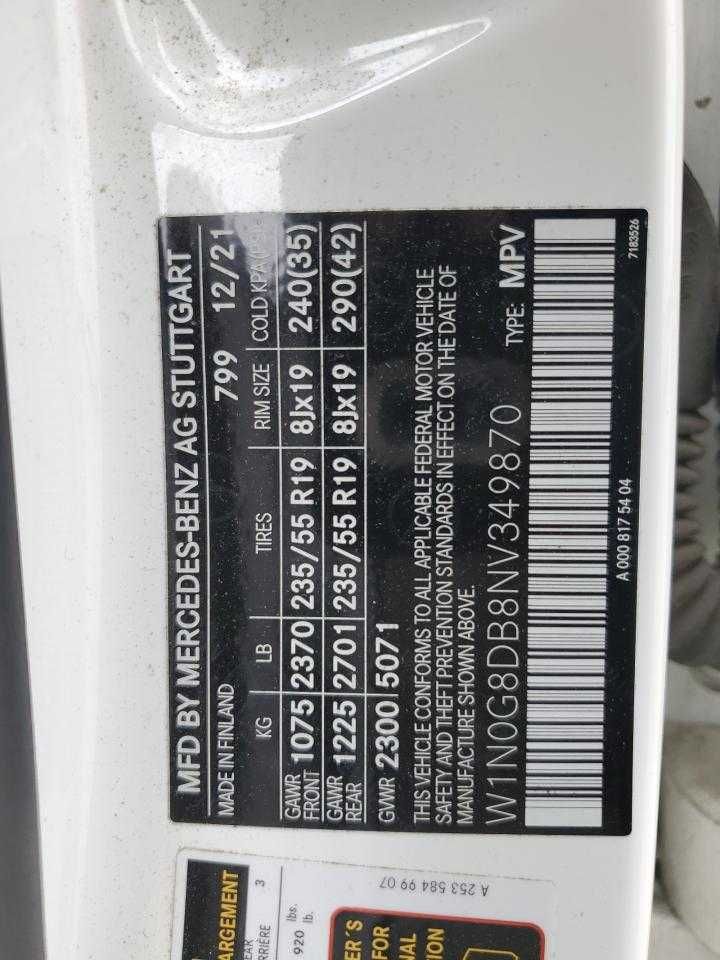 MFD BY MERCEDES-BENZ AG STUTTGART
MADE IN FINLAND 799 12/21
KG LB TIRES RIM SIZE COLD KPA
GAWR FRONT 1075 2370 235/55 R19 8Jx19 240(35)
GAWR REAR 1225 2701 235/55 R19 8Jx19 290(42)
GVWR 2300 5071
THIS VEHICLE CONFORMS TO ALL APPLICABLE FEDERAL MOTOR VEHICLE
SAFETY AND THEFT PREVENTION STANDARDS IN EFFECT ON THE DATE OF
MANUFACTURE SHOWN ABOVE.
W1N0G8DB8NV349870 TYPE: MPV
A 000 817 54 04 7183526
ARGEMENT
EAR
RRIÈRE 3
920 lbs.
lb.
A 253 584 99 07
ER'S
FOR
NAL
ION